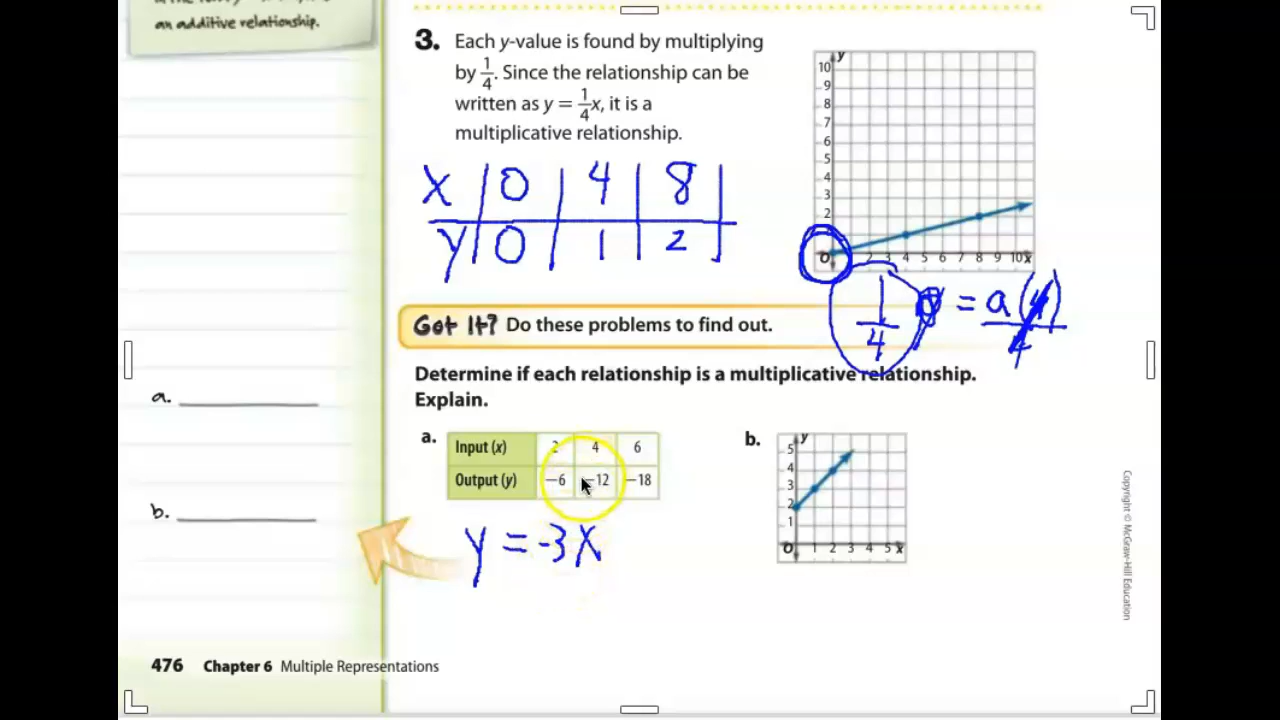 an additive relationship.
3. Each y-value is found by multiplying
by 1/4. Since the relationship can be
written as y = 1/4x, it is a
multiplicative relationship.
X 0 4 8
y 0 1 2
y
10
9
8
7
6
5
4
3
2
O 2 3 4 5 6 7 8 9 10 x
1/4 = a(4)/4
Got It? Do these problems to find out.
Determine if each relationship is a multiplicative relationship.
Explain.
a.
a. Input (x) 2 4 6
Output (y) −6 −12 −18
y = -3x
b.
b. y
5
4
3
2
1
O 1 2 3 4 5 x
Copyright © McGraw-Hill Education
476 Chapter 6 Multiple Representations